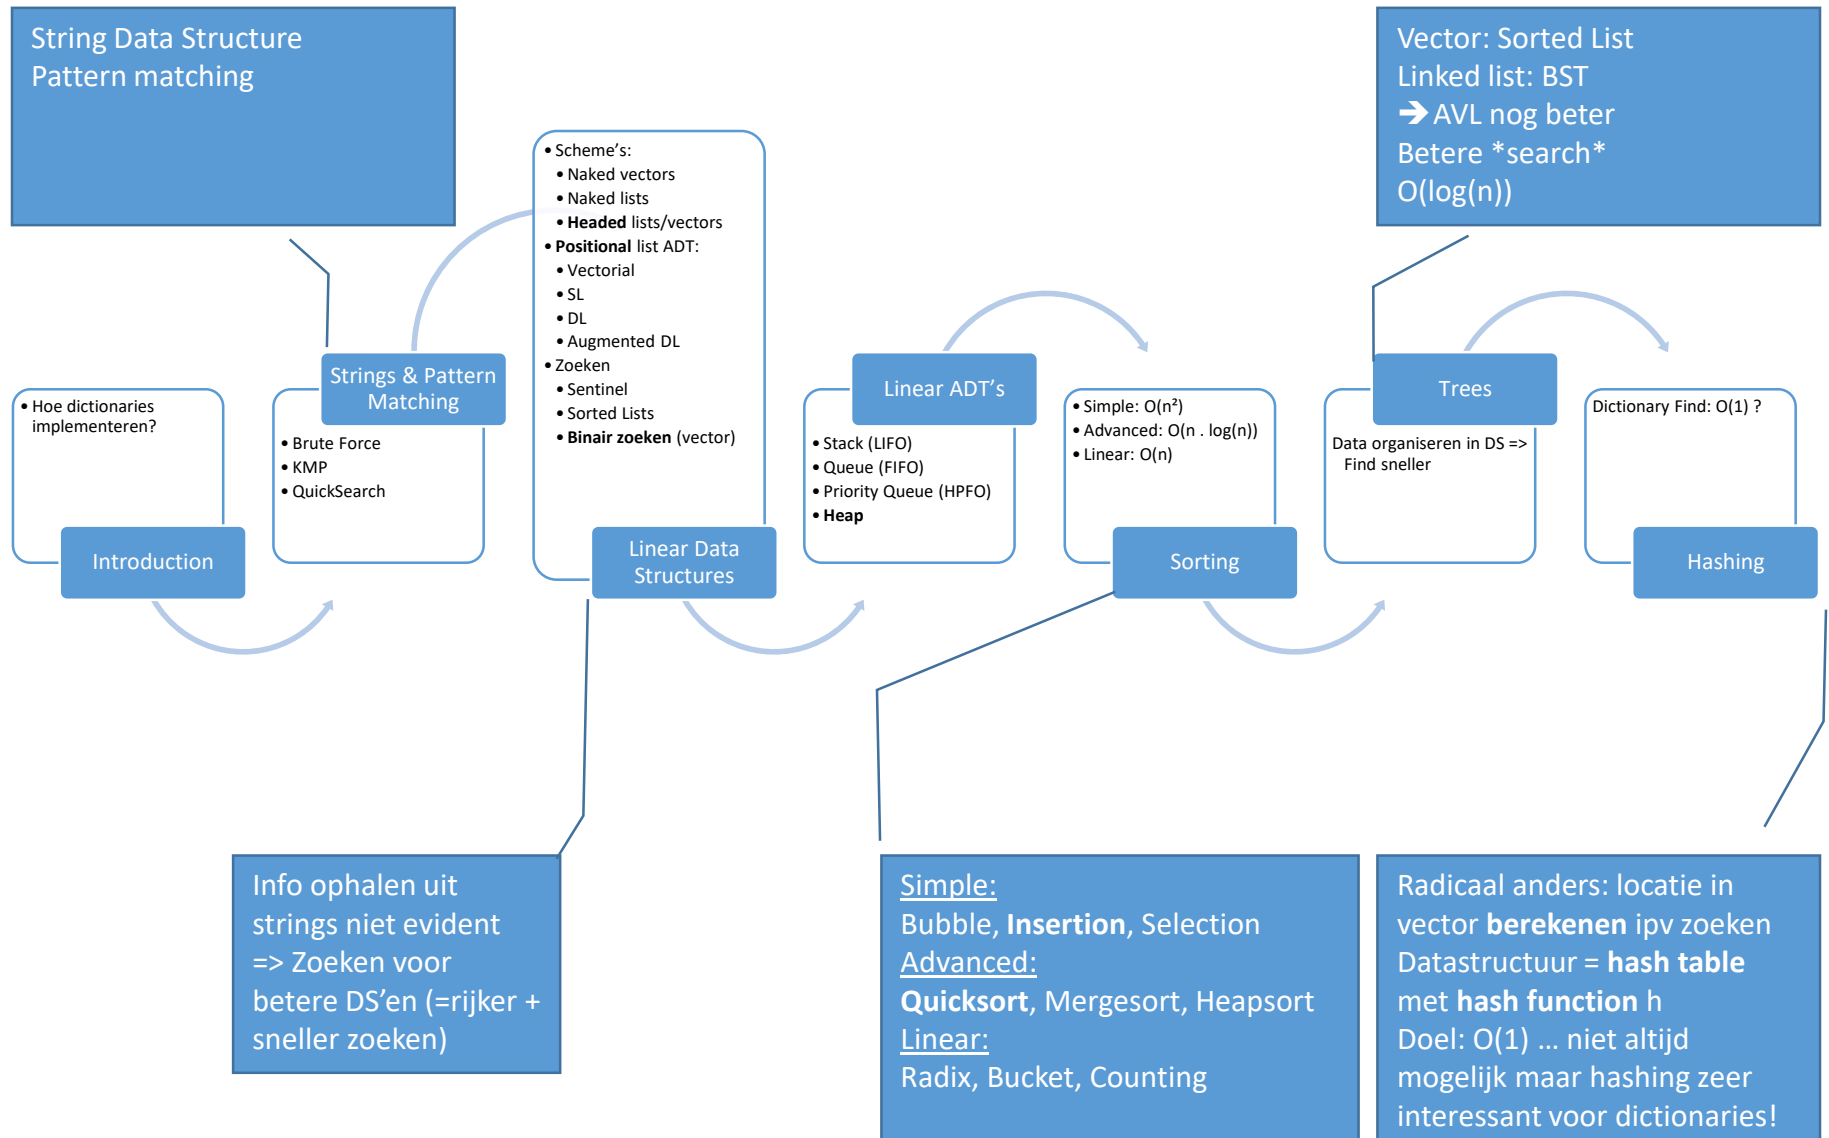 String Data Structure
Pattern matching
Vector: Sorted List
Linked list: BST
➔ AVL nog beter
Betere *search*
O(log(n))
• Hoe dictionaries
implementeren?
Introduction
Strings & Pattern
Matching
• Brute Force
• KMP
• QuickSearch
• Scheme's:
• Naked vectors
• Naked lists
• Headed lists/vectors
• Positional list ADT:
• Vectorial
• SL
• DL
• Augmented DL
• Zoeken
• Sentinel
• Sorted Lists
• Binair zoeken (vector)
Linear Data
Structures
Linear ADT's
• Stack (LIFO)
• Queue (FIFO)
• Priority Queue (HPFO)
• Heap
• Simple: O(n²)
• Advanced: O(n . log(n))
• Linear: O(n)
Sorting
Trees
Data organiseren in DS =>
Find sneller
Dictionary Find: O(1) ?
Hashing
Info ophalen uit
strings niet evident
=> Zoeken voor
betere DS'en (=rijker +
sneller zoeken)
Simple:
Bubble, Insertion, Selection
Advanced:
Quicksort, Mergesort, Heapsort
Linear:
Radix, Bucket, Counting
Radicaal anders: locatie in
vector berekenen ipv zoeken
Datastructuur = hash table
met hash function h
Doel: O(1) … niet altijd
mogelijk maar hashing zeer
interessant voor dictionaries!